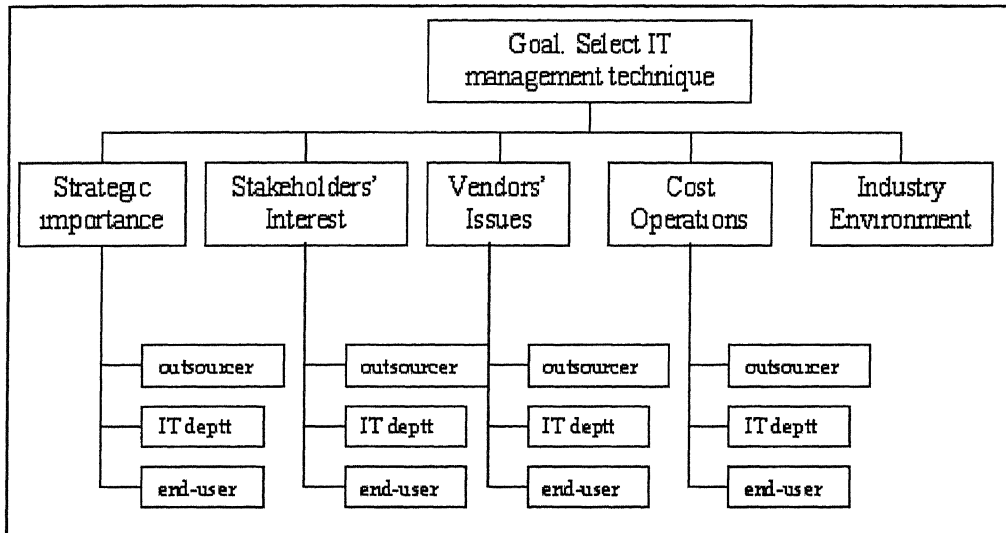 Goal. Select IT
management technique
Strategic
importance
Stakeholders'
Interest
Vendors'
Issues
Cost
Operations
Industry
Environment
outsourcer
outsourcer
outsourcer
outsourcer
IT deptt
IT deptt
IT deptt
IT deptt
end-user
end-user
end-user
end-user